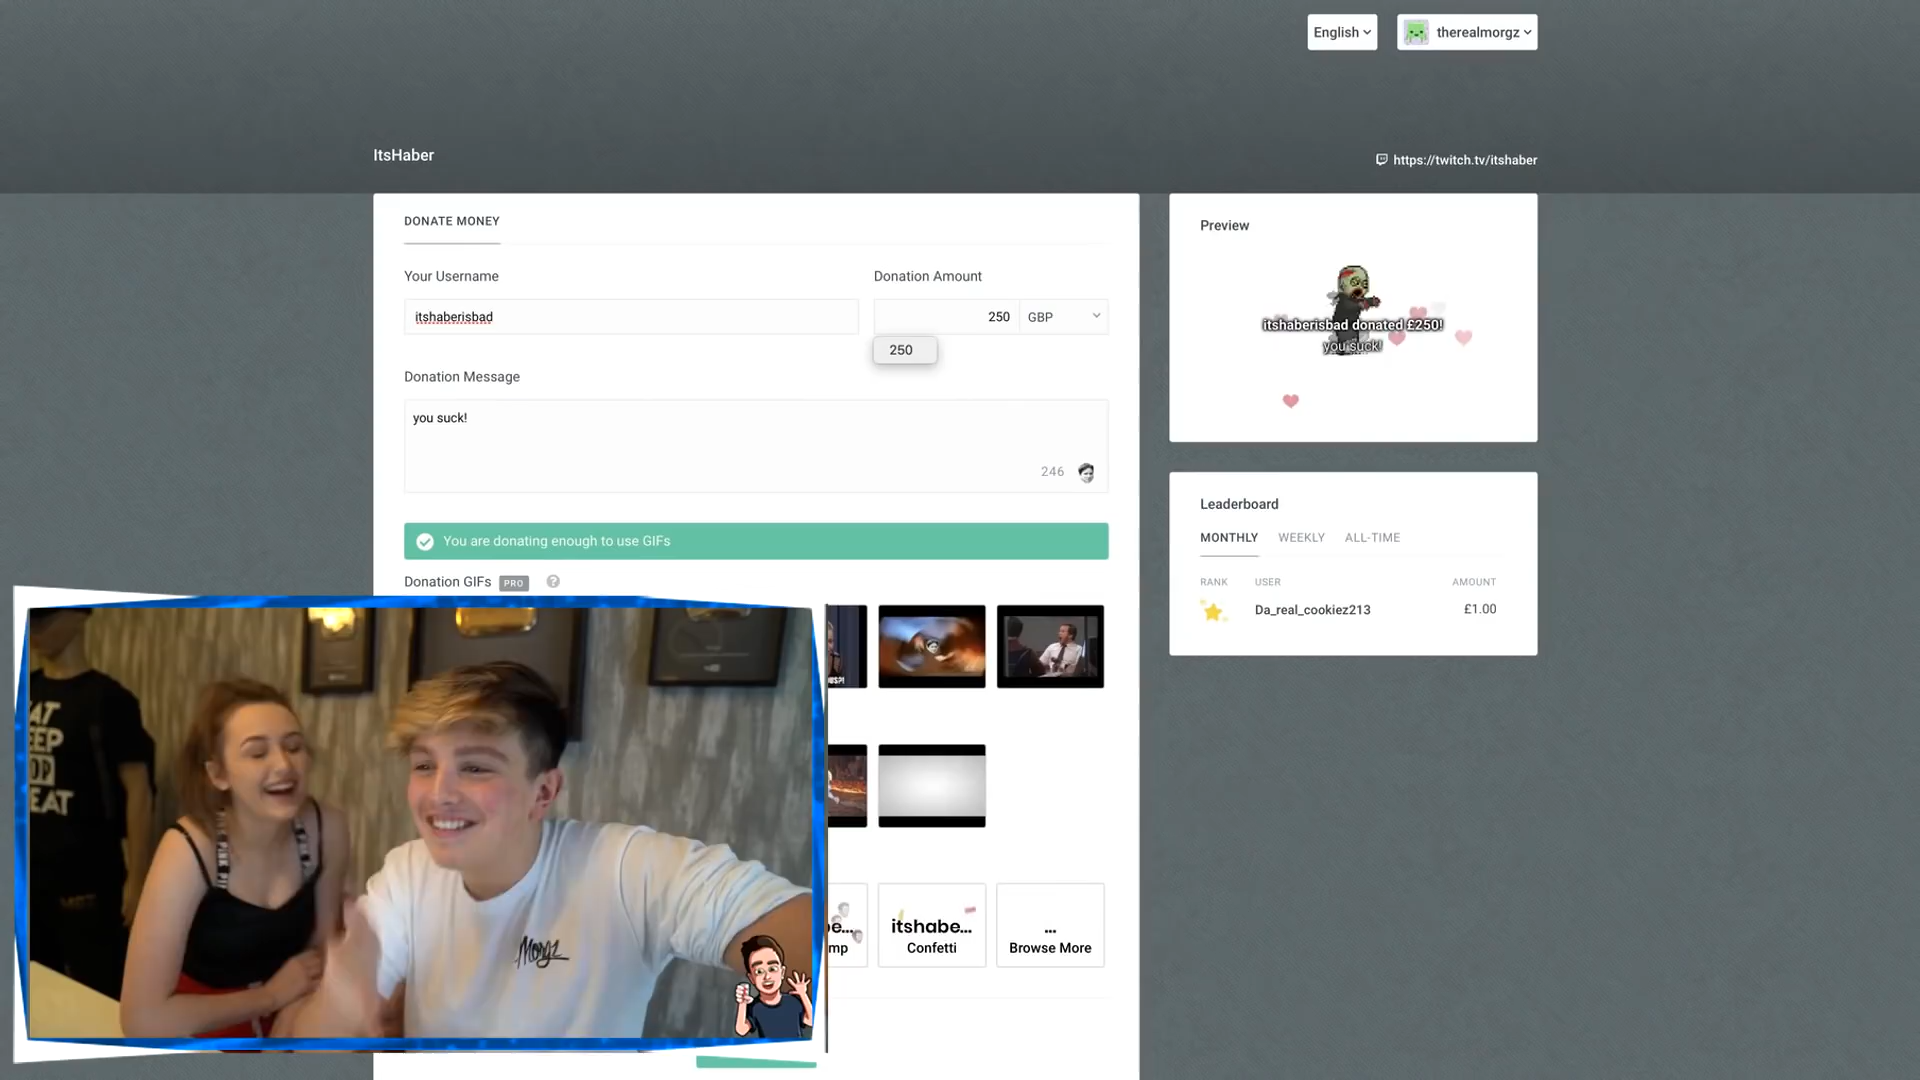 English
therealmorgz
ItsHaber
https://twitch.tv/itshaber
DONATE MONEY
Your Username
Donation Amount
itshaberisbad
250
GBP
250
Donation Message
you suck!
246
You are donating enough to use GIFs
Donation GIFs PRO ?
itshabe...
Confetti
...
Browse More
mp
Preview
itshaberisbad donated £250!
you suck!
Leaderboard
MONTHLY WEEKLY ALL-TIME
RANK USER AMOUNT
Da_real_cookiez213 £1.00
Morgz